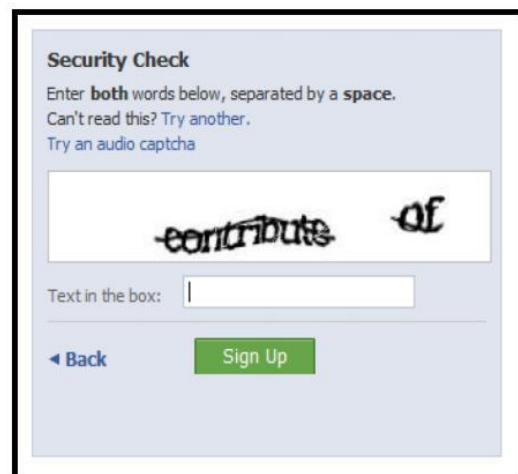 Security Check
Enter both words below, separated by a space.
Can't read this? Try another.
Try an audio captcha
contribute of
Text in the box:
◄ Back Sign Up